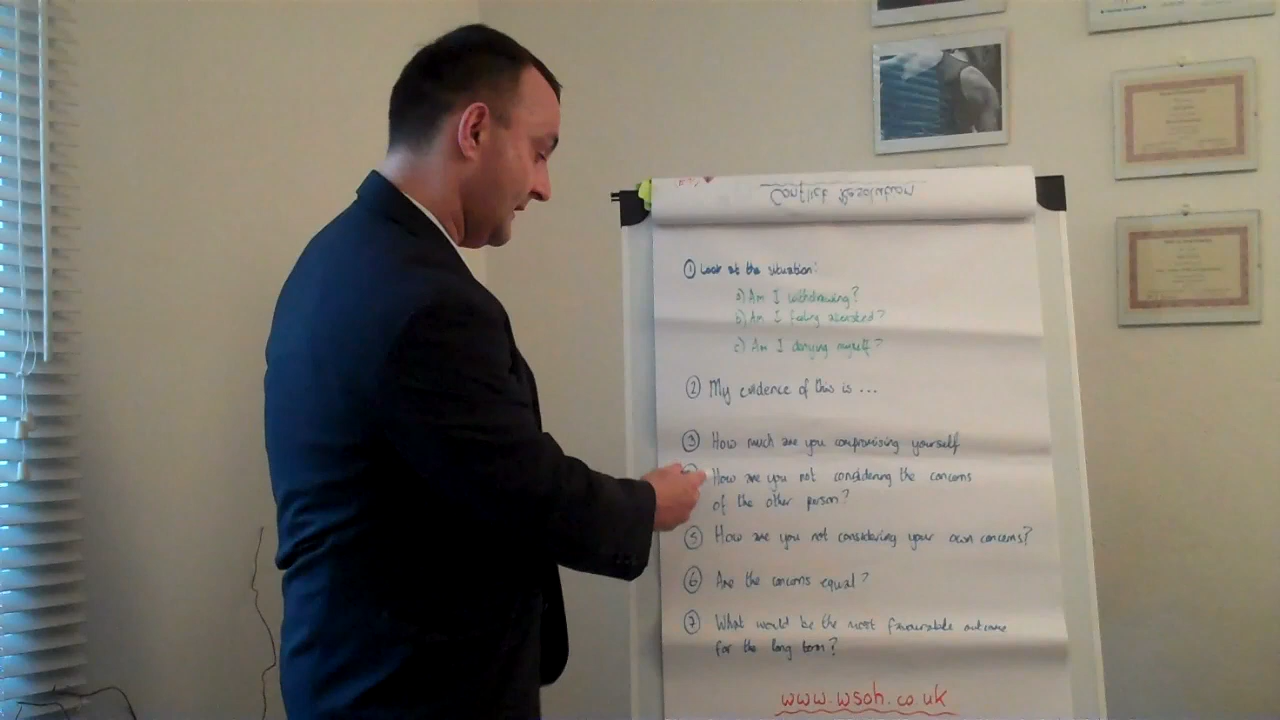 Conflict Resolution
① Look at the situation:
a) Am I withdrawing?
b) Am I feeling attacked?
c) Am I denying myself?
② My evidence of this is ...
③ How much are you compromising yourself
How are you not considering the concerns
of the other person?
⑤ How are you not considering your own concerns?
⑥ Are the concerns equal?
⑦ What would be the most favourable outcome
for the long term?
www.wsoh.co.uk